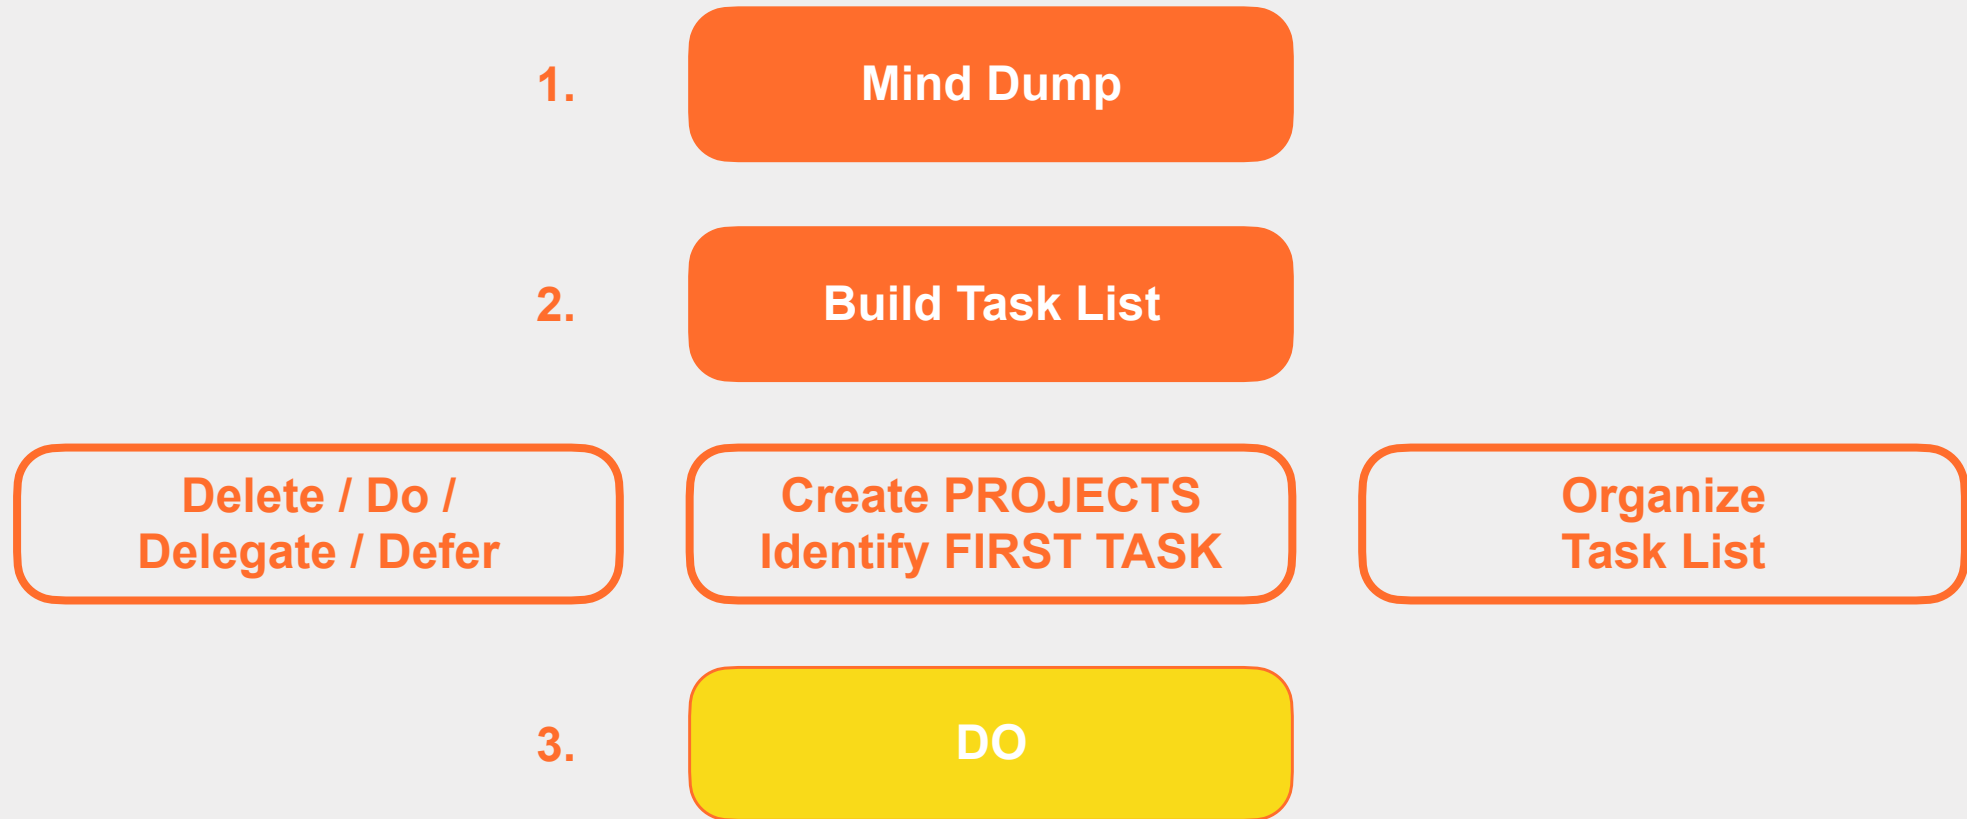 1.
Mind Dump
2.
Build Task List
Delete / Do /
Delegate / Defer
Create PROJECTS
Identify FIRST TASK
Organize
Task List
3.
DO